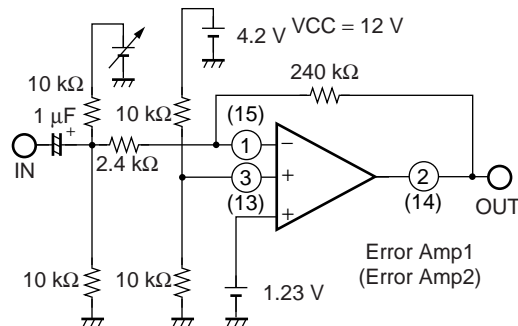 4.2 V
VCC = 12 V
240 kΩ
10 kΩ
1 μF
+
10 kΩ
(15)
1
−
IN
2.4 kΩ
3
+
2
(13)
+
(14)
OUT
Error Amp1
(Error Amp2)
10 kΩ
10 kΩ
1.23 V